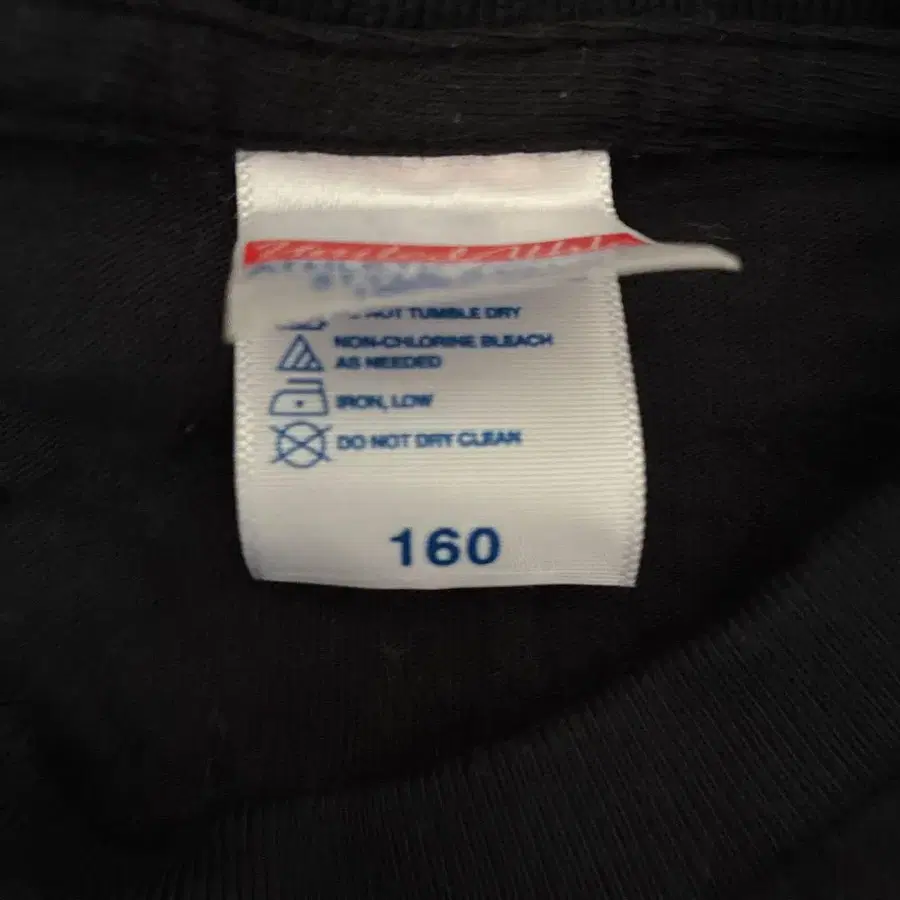 NOT TUMBLE DRY
NON-CHLORINE BLEACH
AS NEEDED
IRON, LOW
DO NOT DRY CLEAN
160